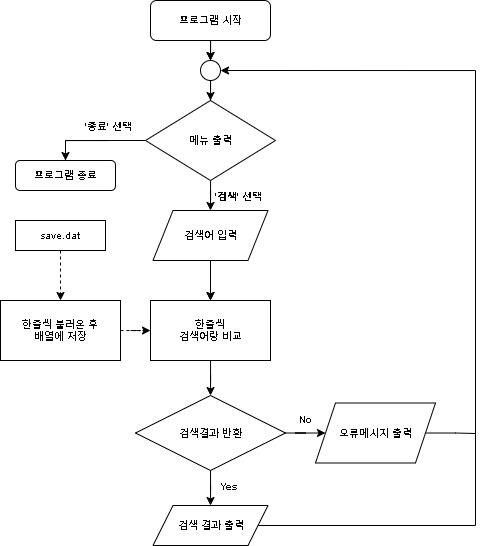 프로그램 시작
'종료' 선택
메뉴 출력
프로그램 종료
'검색' 선택
검색어 입력
save.dat
한줄씩 불러온 후
배열에 저장
한줄씩
검색어랑 비교
검색결과 반환
No
오류메시지 출력
Yes
검색 결과 출력